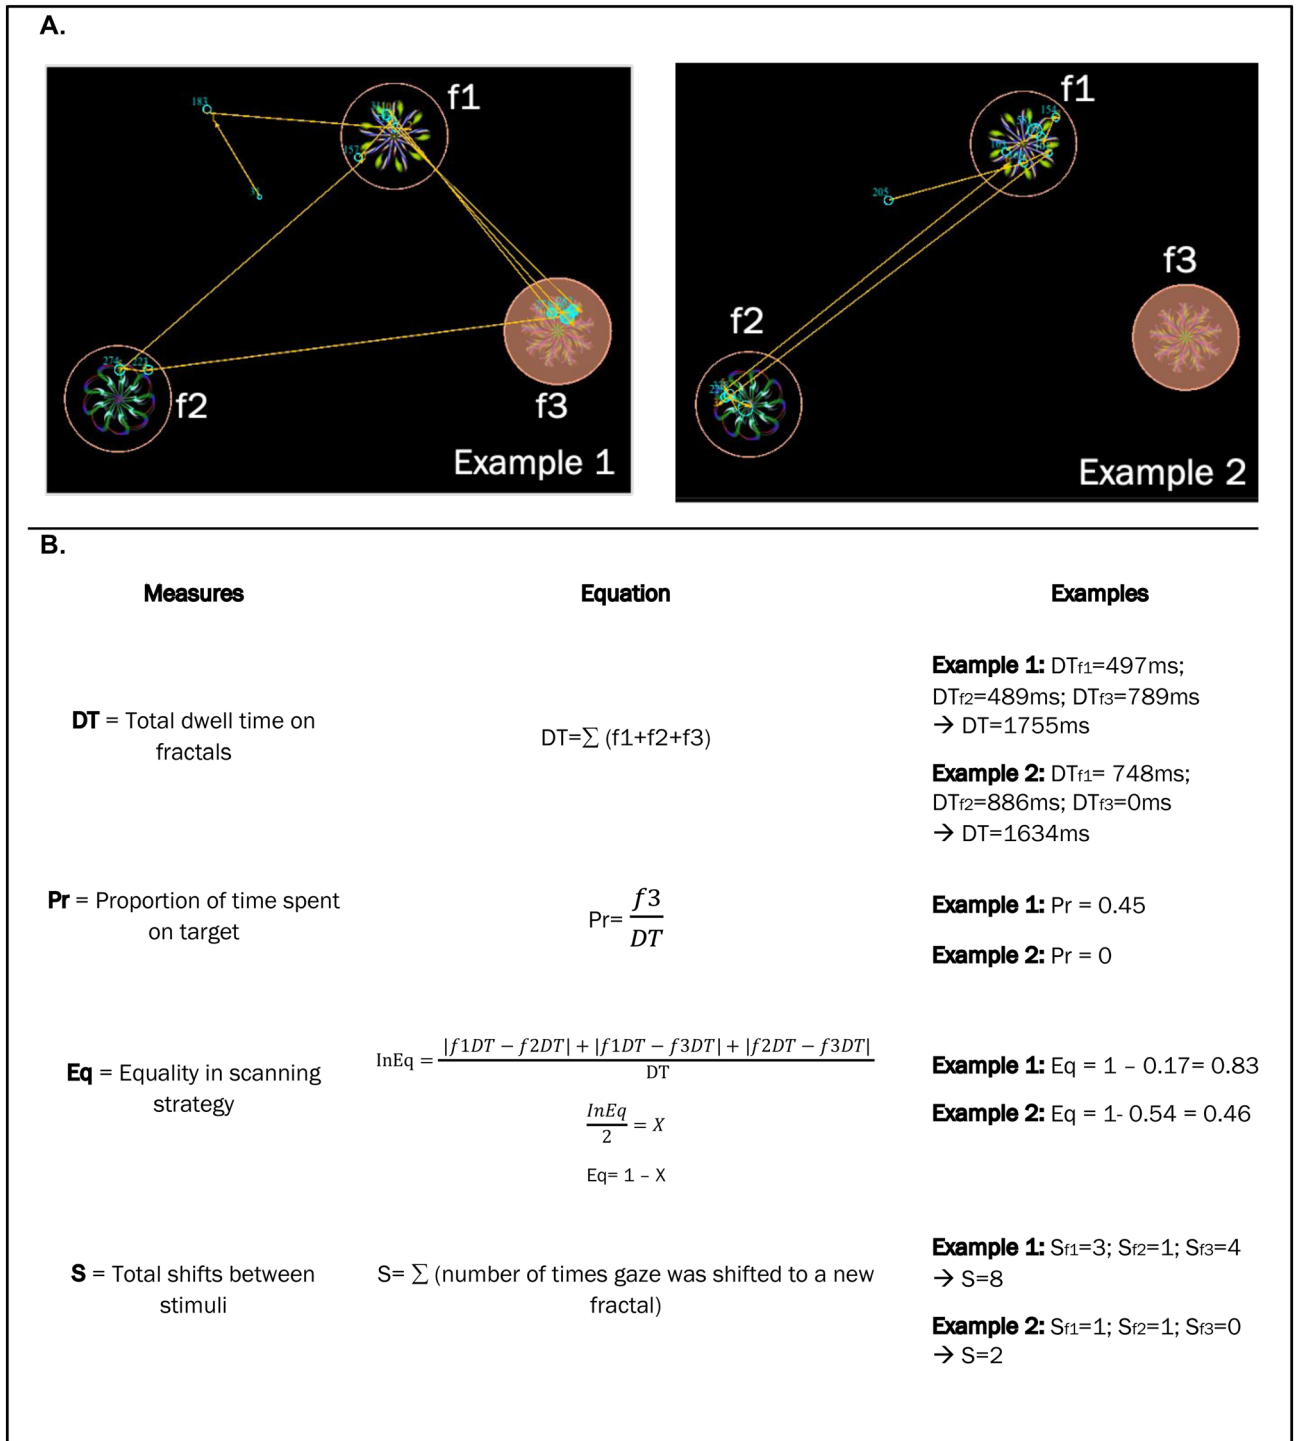 A.
183
f1
157
f3
274
223
f2
Example 1
f1
154
205
f3
f2
Example 2
B.
Measures
Equation
Examples
DT = Total dwell time on
fractals
DT=∑ (f1+f2+f3)
Example 1: DTf1=497ms;
DTf2=489ms; DTf3=789ms
→ DT=1755ms
Example 2: DTf1= 748ms;
DTf2=886ms; DTf3=0ms
→ DT=1634ms
Pr = Proportion of time spent
on target
Pr= f3/DT
Example 1: Pr = 0.45
Example 2: Pr = 0
Eq = Equality in scanning
strategy
InEq = |f1DT − f2DT| + |f1DT − f3DT| + |f2DT − f3DT| / DT
InEq/2 = X
Eq= 1 – X
Example 1: Eq = 1 – 0.17= 0.83
Example 2: Eq = 1- 0.54 = 0.46
S = Total shifts between
stimuli
S= ∑ (number of times gaze was shifted to a new
fractal)
Example 1: Sf1=3; Sf2=1; Sf3=4
→ S=8
Example 2: Sf1=1; Sf2=1; Sf3=0
→ S=2